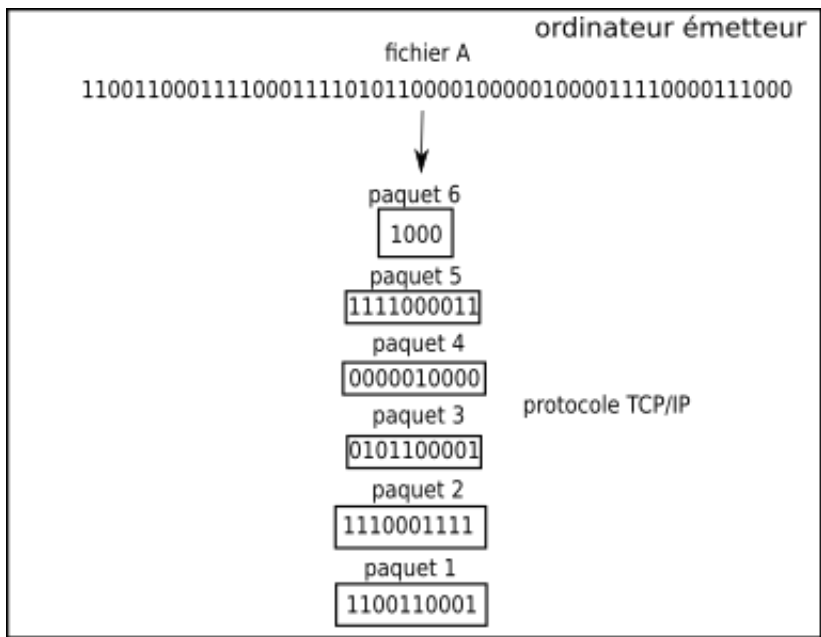 ordinateur émetteur
fichier A
110011000111100011110101100001000001000011110000111000
paquet 6
1000
paquet 5
1111000011
paquet 4
0000010000
protocole TCP/IP
paquet 3
0101100001
paquet 2
1110001111
paquet 1
1100110001